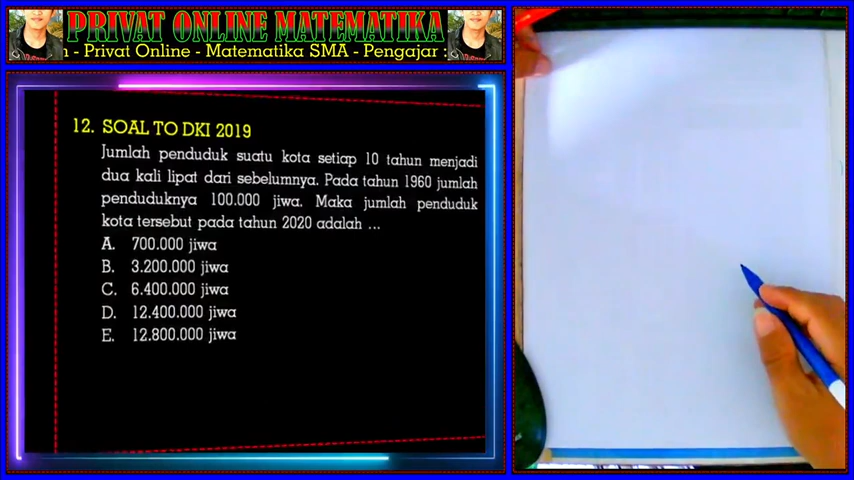 PRIVAT ONLINE MATEMATIKA
- Privat Online - Matematika SMA - Pengajar :
12. SOAL TO DKI 2019
Jumlah penduduk suatu kota setiap 10 tahun menjadi
dua kali lipat dari sebelumnya. Pada tahun 1960 jumlah
penduduknya 100.000 jiwa. Maka jumlah penduduk
kota tersebut pada tahun 2020 adalah ...
A. 700.000 jiwa
B. 3.200.000 jiwa
C. 6.400.000 jiwa
D. 12.400.000 jiwa
E. 12.800.000 jiwa